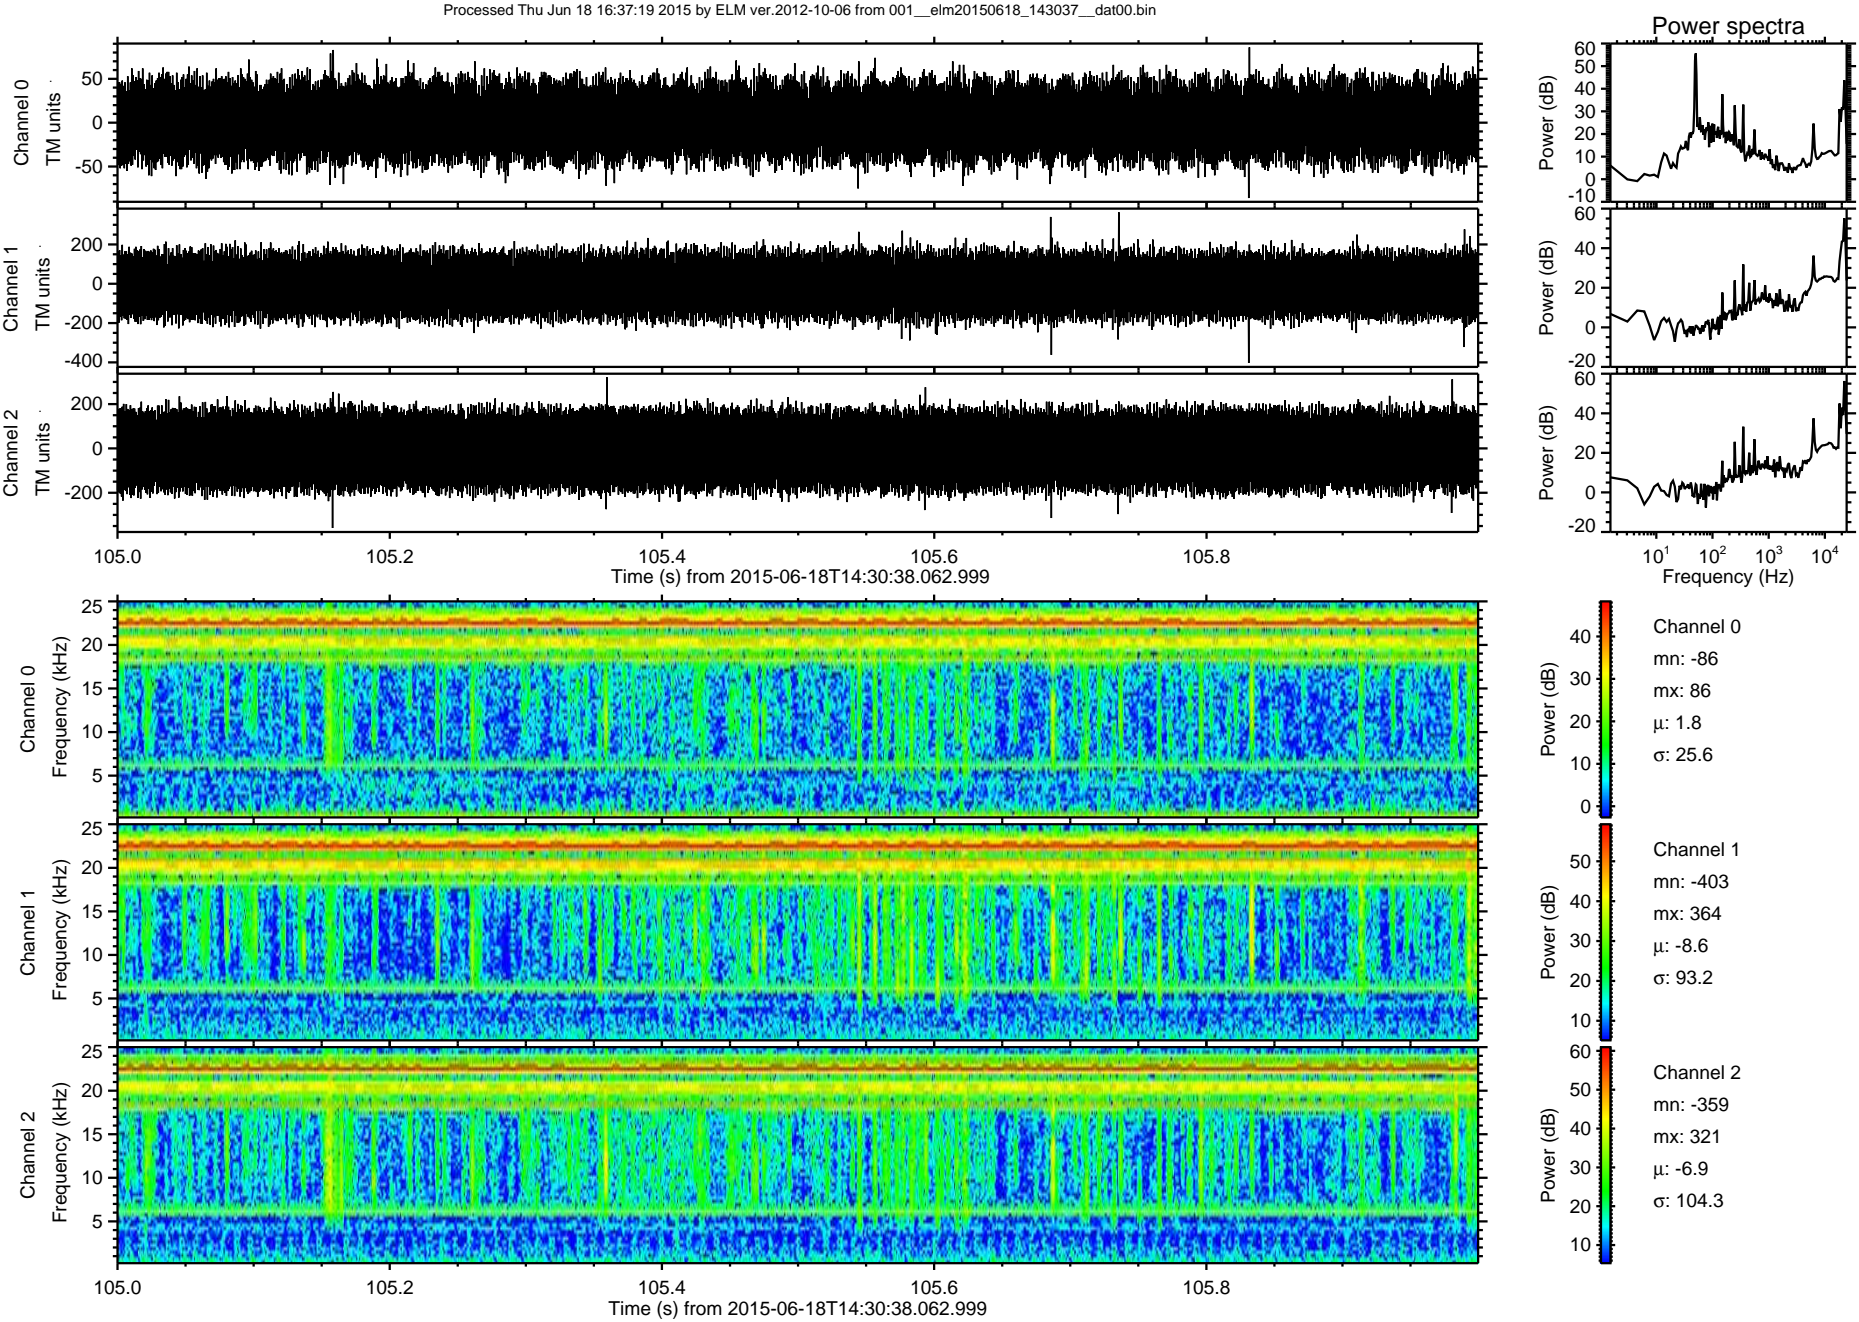 Processed Thu Jun 18 16:37:19 2015 by ELM ver.2012-10-06 from 001__elm20150618_143037__dat00.bin
Power spectra
Channel 0
TM units
50
0
-50
Power (dB)
60
50
40
30
20
10
0
-10
Channel 1
TM units
200
0
-200
-400
Power (dB)
60
40
20
0
-20
Channel 2
TM units
200
0
-200
Power (dB)
60
40
20
0
-20
105.0 105.2 105.4 105.6 105.8
Time (s) from 2015-06-18T14:30:38.062.999
10¹ 10² 10³ 10⁴
Frequency (Hz)
Channel 0
Frequency (kHz)
25
20
15
10
5
Power (dB)
40
30
20
10
0
Channel 0
mn: -86
mx: 86
μ: 1.8
σ: 25.6
Channel 1
Frequency (kHz)
25
20
15
10
5
Power (dB)
50
40
30
20
10
Channel 1
mn: -403
mx: 364
μ: -8.6
σ: 93.2
Channel 2
Frequency (kHz)
25
20
15
10
5
Power (dB)
60
50
40
30
20
10
Channel 2
mn: -359
mx: 321
μ: -6.9
σ: 104.3
105.0 105.2 105.4 105.6 105.8
Time (s) from 2015-06-18T14:30:38.062.999